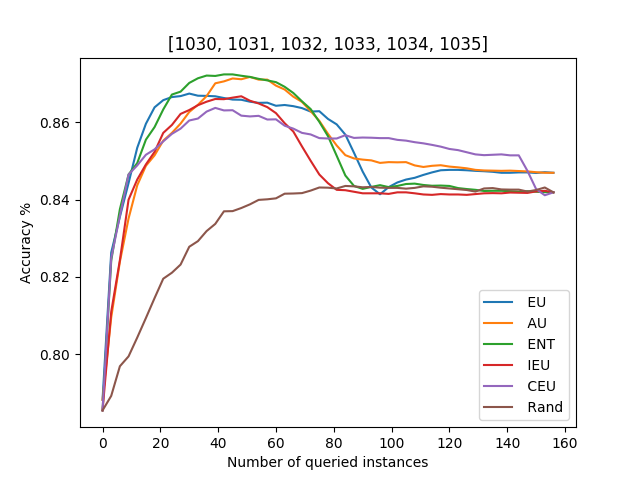 [1030, 1031, 1032, 1033, 1034, 1035]
Accuracy %
0.86
0.84
0.82
0.80
EU
AU
ENT
IEU
CEU
Rand
0 20 40 60 80 100 120 140 160
Number of queried instances